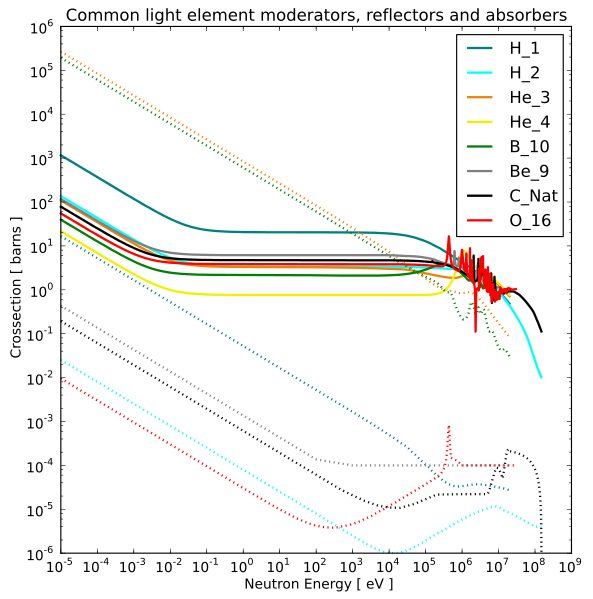 Common light element moderators, reflectors and absorbers
H_1
H_2
He_3
He_4
B_10
Be_9
C_Nat
O_16
Crossection [ barns ]
10^6
10^5
10^4
10^3
10^2
10^1
10^0
10^-1
10^-2
10^-3
10^-4
10^-5
10^-6
10^-5 10^-4 10^-3 10^-2 10^-1 10^0 10^1 10^2 10^3 10^4 10^5 10^6 10^7 10^8 10^9
Neutron Energy [ eV ]